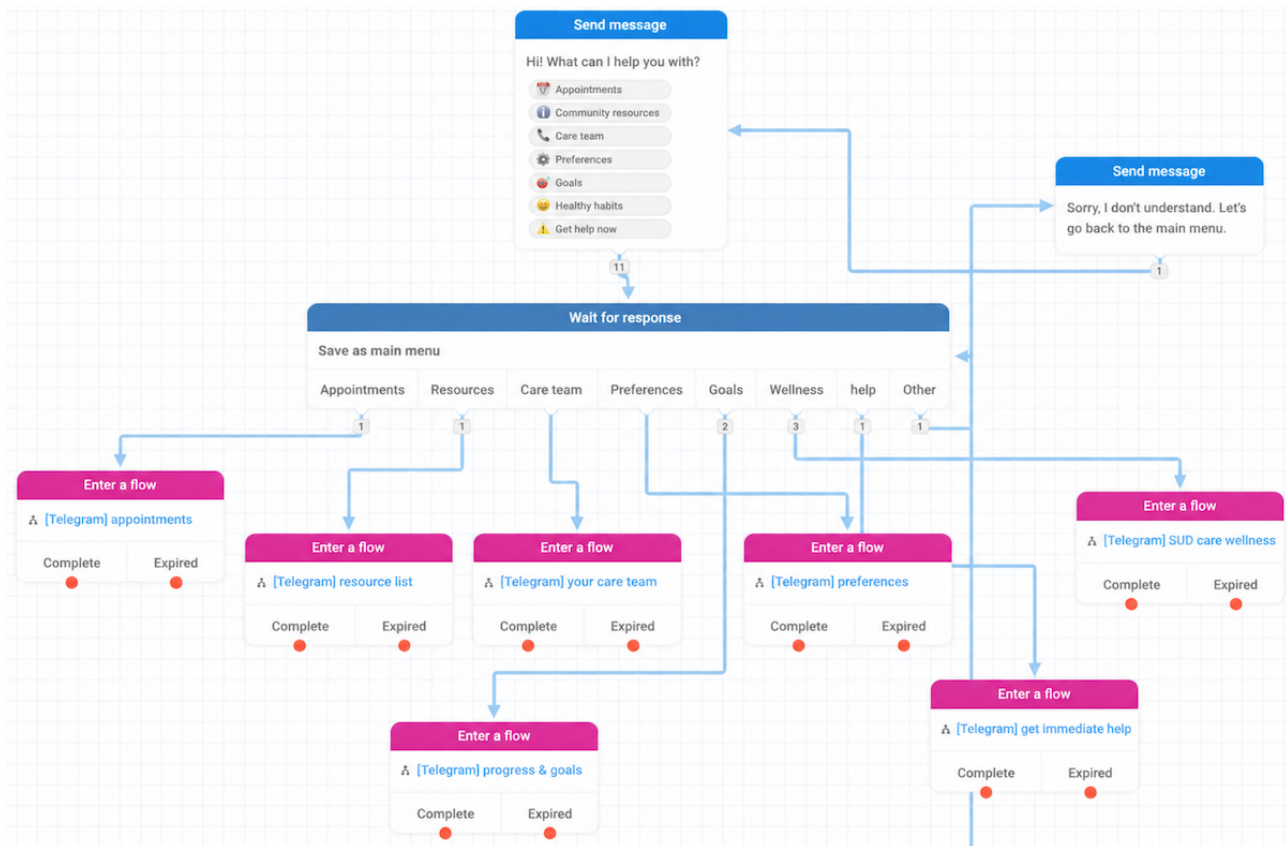 Send message
Hi! What can I help you with?
Appointments
Community resources
Care team
Preferences
Goals
Healthy habits
Get help now
11
Send message
Sorry, I don't understand. Let's
go back to the main menu.
1
Wait for response
Save as main menu
Appointments Resources Care team Preferences Goals Wellness help Other
1 1 2 3 1 1
Enter a flow
[Telegram] appointments
Complete Expired
Enter a flow
[Telegram] resource list
Complete Expired
Enter a flow
[Telegram] your care team
Complete Expired
Enter a flow
[Telegram] preferences
Complete Expired
Enter a flow
[Telegram] SUD care wellness
Complete Expired
Enter a flow
[Telegram] progress & goals
Complete Expired
Enter a flow
[Telegram] get immediate help
Complete Expired